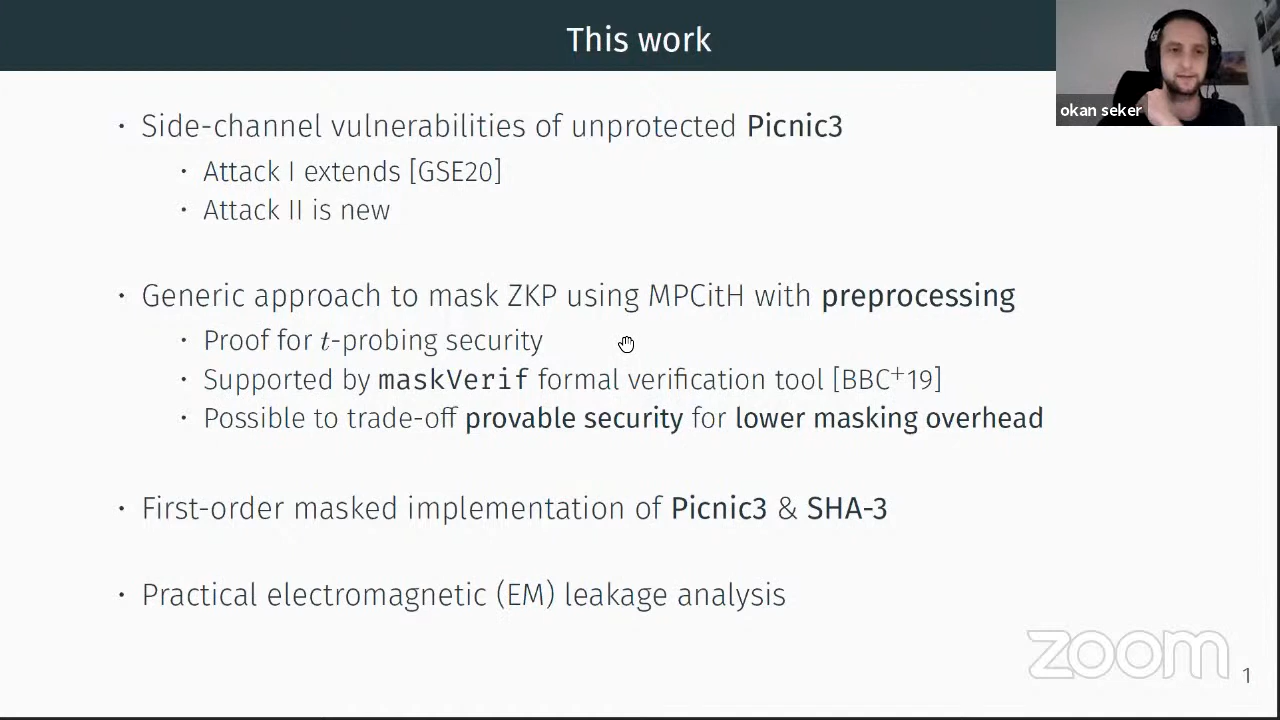 This work
okan seker
· Side-channel vulnerabilities of unprotected Picnic3
· Attack I extends [GSE20]
· Attack II is new
· Generic approach to mask ZKP using MPCitH with preprocessing
· Proof for t-probing security
· Supported by maskVerif formal verification tool [BBC+19]
· Possible to trade-off provable security for lower masking overhead
· First-order masked implementation of Picnic3 & SHA-3
· Practical electromagnetic (EM) leakage analysis
zoom
1